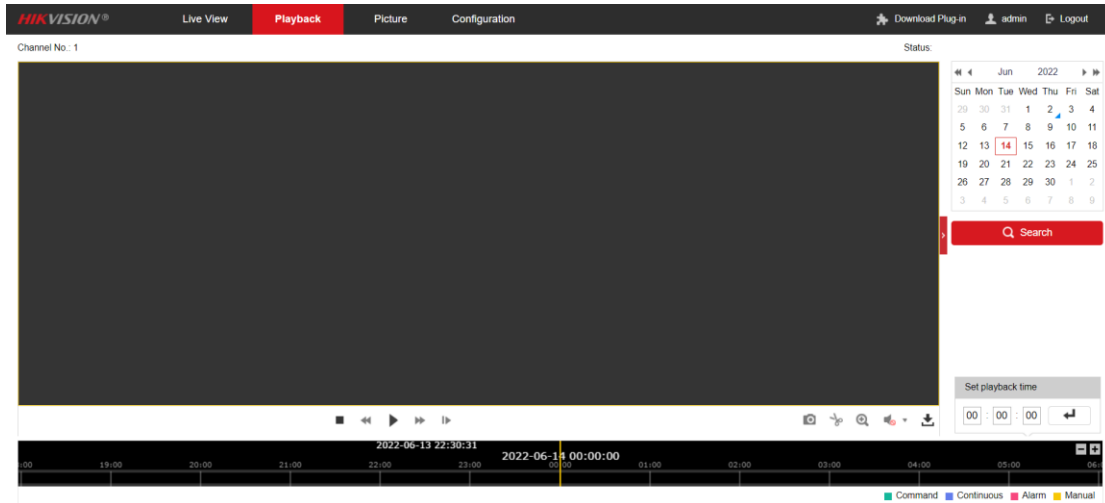 HIKVISION® Live View Playback Picture Configuration Download Plug-in admin Logout
Channel No.: 1 Status:
Jun 2022
Sun Mon Tue Wed Thu Fri Sat
29 30 31 1 2 3 4
5 6 7 8 9 10 11
12 13 14 15 16 17 18
19 20 21 22 23 24 25
26 27 28 29 30 1 2
3 4 5 6 7 8 9
Search
Set playback time
00 : 00 : 00
2022-06-13 22:30:31
2022-06-14 00:00:00
:00 19:00 20:00 21:00 22:00 23:00 00:00 01:00 02:00 03:00 04:00 05:00 06:
Command Continuous Alarm Manual